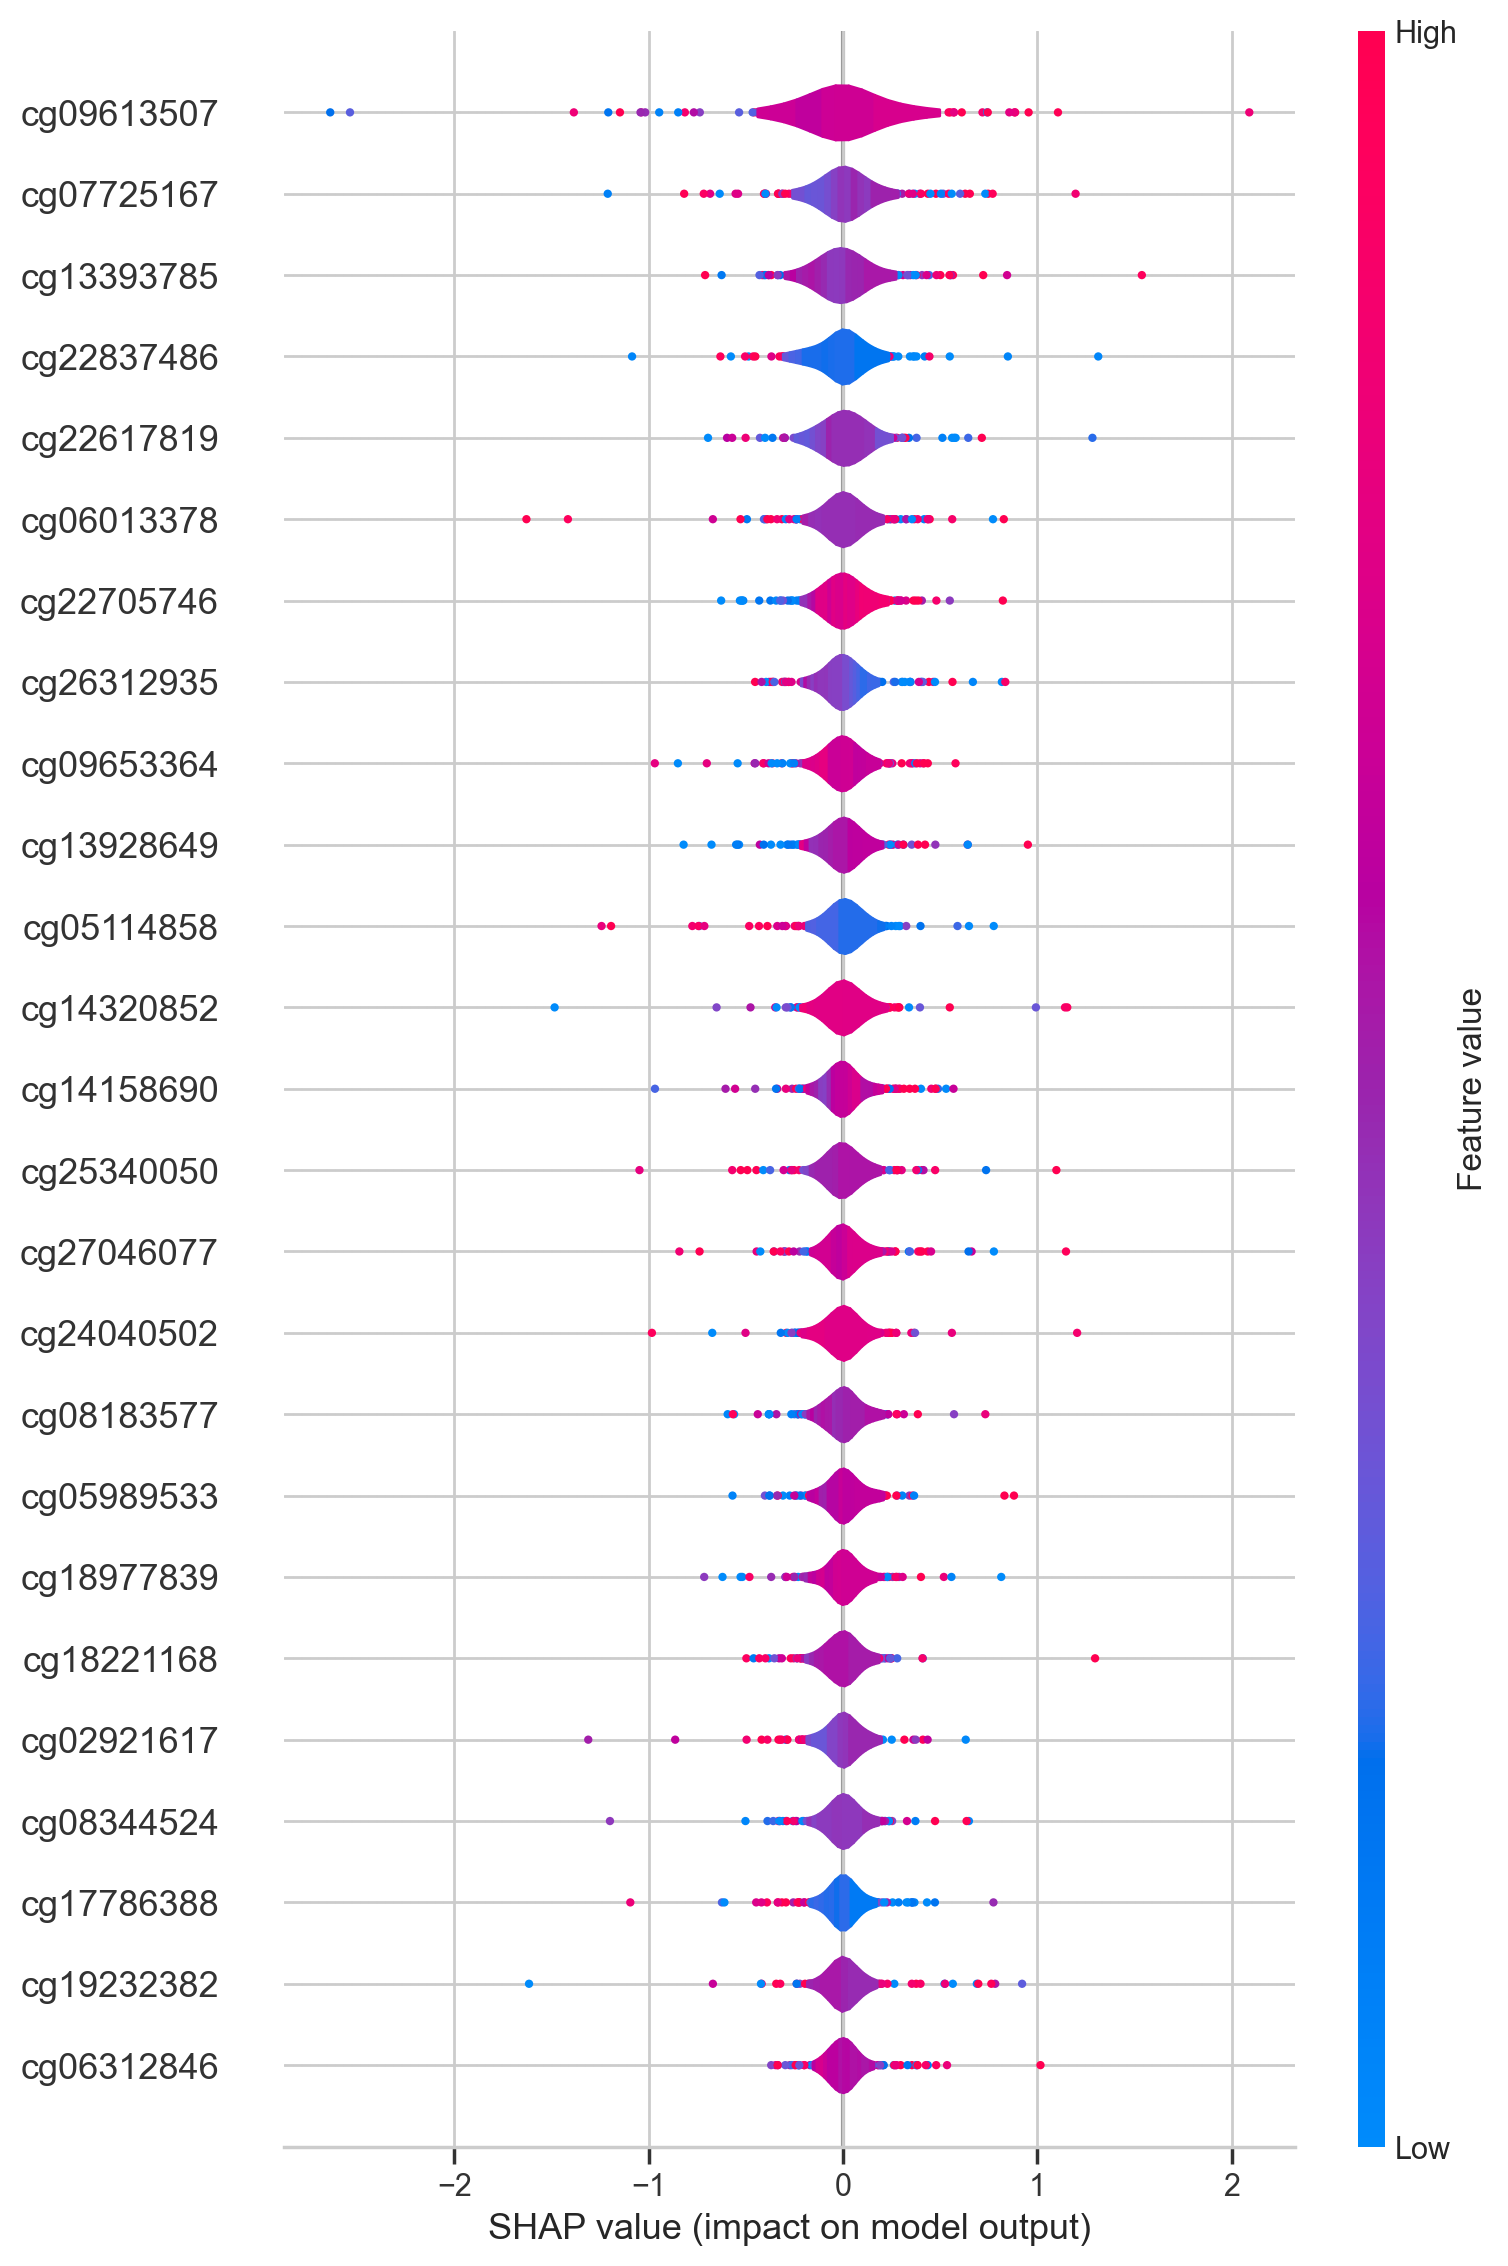 High
cg09613507
cg07725167
cg13393785
cg22837486
cg22617819
cg06013378
cg22705746
cg26312935
cg09653364
cg13928649
cg05114858
cg14320852
cg14158690
cg25340050
cg27046077
cg24040502
cg08183577
cg05989533
cg18977839
cg18221168
cg02921617
cg08344524
cg17786388
cg19232382
cg06312846
Feature value
Low
−2 −1 0 1 2
SHAP value (impact on model output)